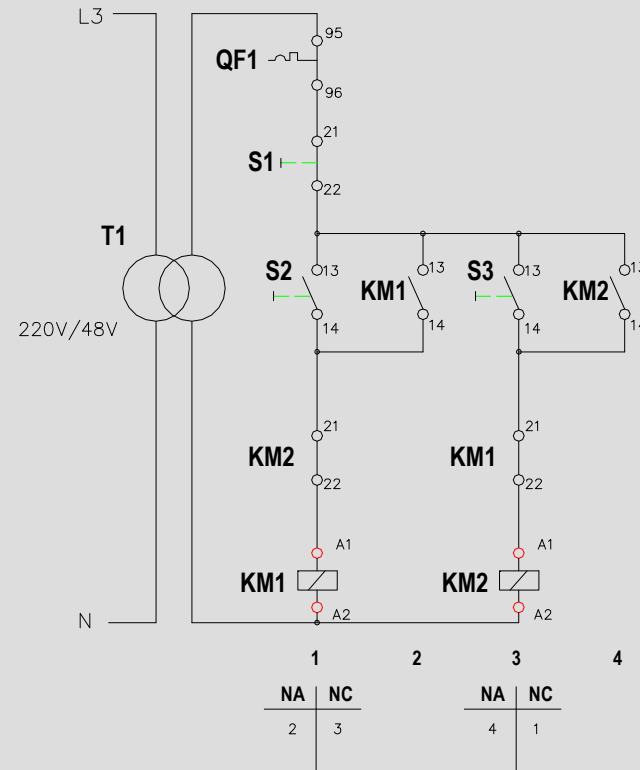 L3
95
QF1
96
21
S1
22
T1
S2 13 KM1 13 S3 13 KM2 13
14 14 14 14
220V/48V
21 21
KM2 KM1
22 22
A1 A1
KM1 KM2
N A2 A2
1 2 3 4
NA NC NA NC
2 3 4 1